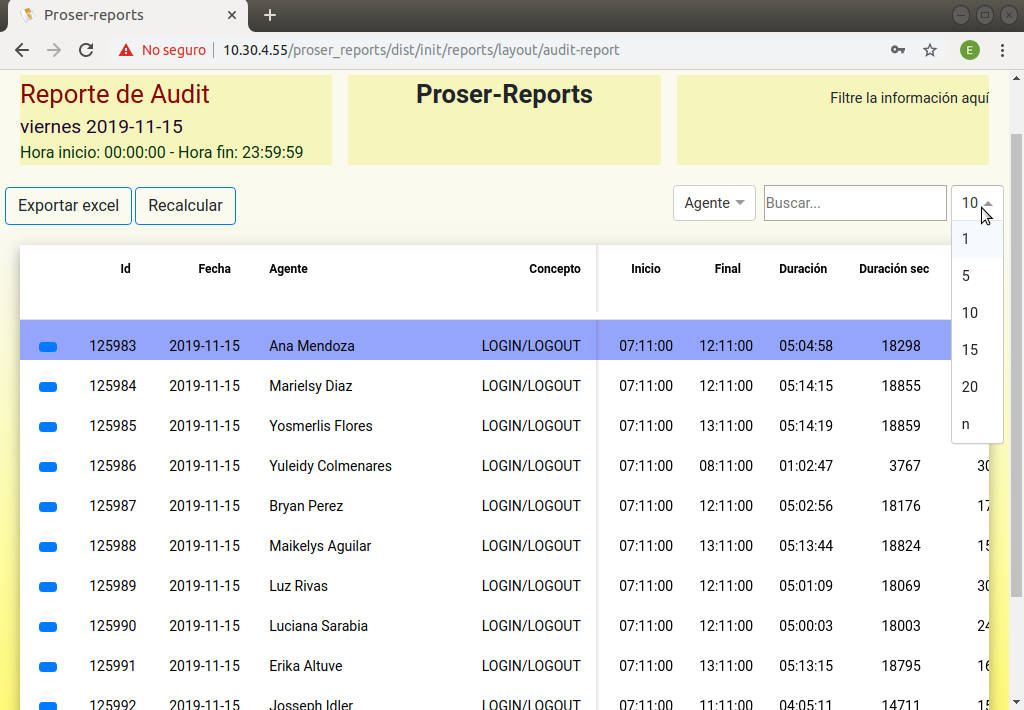 Proser-reports
No seguro
10.30.4.55/proser_reports/dist/init/reports/layout/audit-report
E
Reporte de Audit
viernes 2019-11-15
Hora inicio: 00:00:00 - Hora fin: 23:59:59
Proser-Reports
Filtre la información aquí
Exportar excel
Recalcular
Agente
Buscar...
10
1
5
10
15
20
n
Id Fecha Agente Concepto Inicio Final Duración Duración sec
125983 2019-11-15 Ana Mendoza LOGIN/LOGOUT 07:11:00 12:11:00 05:04:58 18298
125984 2019-11-15 Marielsy Diaz LOGIN/LOGOUT 07:11:00 12:11:00 05:14:15 18855
125985 2019-11-15 Yosmerlis Flores LOGIN/LOGOUT 07:11:00 13:11:00 05:14:19 18859
125986 2019-11-15 Yuleidy Colmenares LOGIN/LOGOUT 07:11:00 08:11:00 01:02:47 3767 30
125987 2019-11-15 Bryan Perez LOGIN/LOGOUT 07:11:00 12:11:00 05:02:56 18176 17
125988 2019-11-15 Maikelys Aguilar LOGIN/LOGOUT 07:11:00 13:11:00 05:13:44 18824 15
125989 2019-11-15 Luz Rivas LOGIN/LOGOUT 07:11:00 12:11:00 05:01:09 18069 30
125990 2019-11-15 Luciana Sarabia LOGIN/LOGOUT 07:11:00 12:11:00 05:00:03 18003 24
125991 2019-11-15 Erika Altuve LOGIN/LOGOUT 07:11:00 13:11:00 05:13:15 18795 16
125992 2019-11-15 Josseph Idler LOGIN/LOGOUT 07:11:00 11:11:00 04:05:11 14711 15